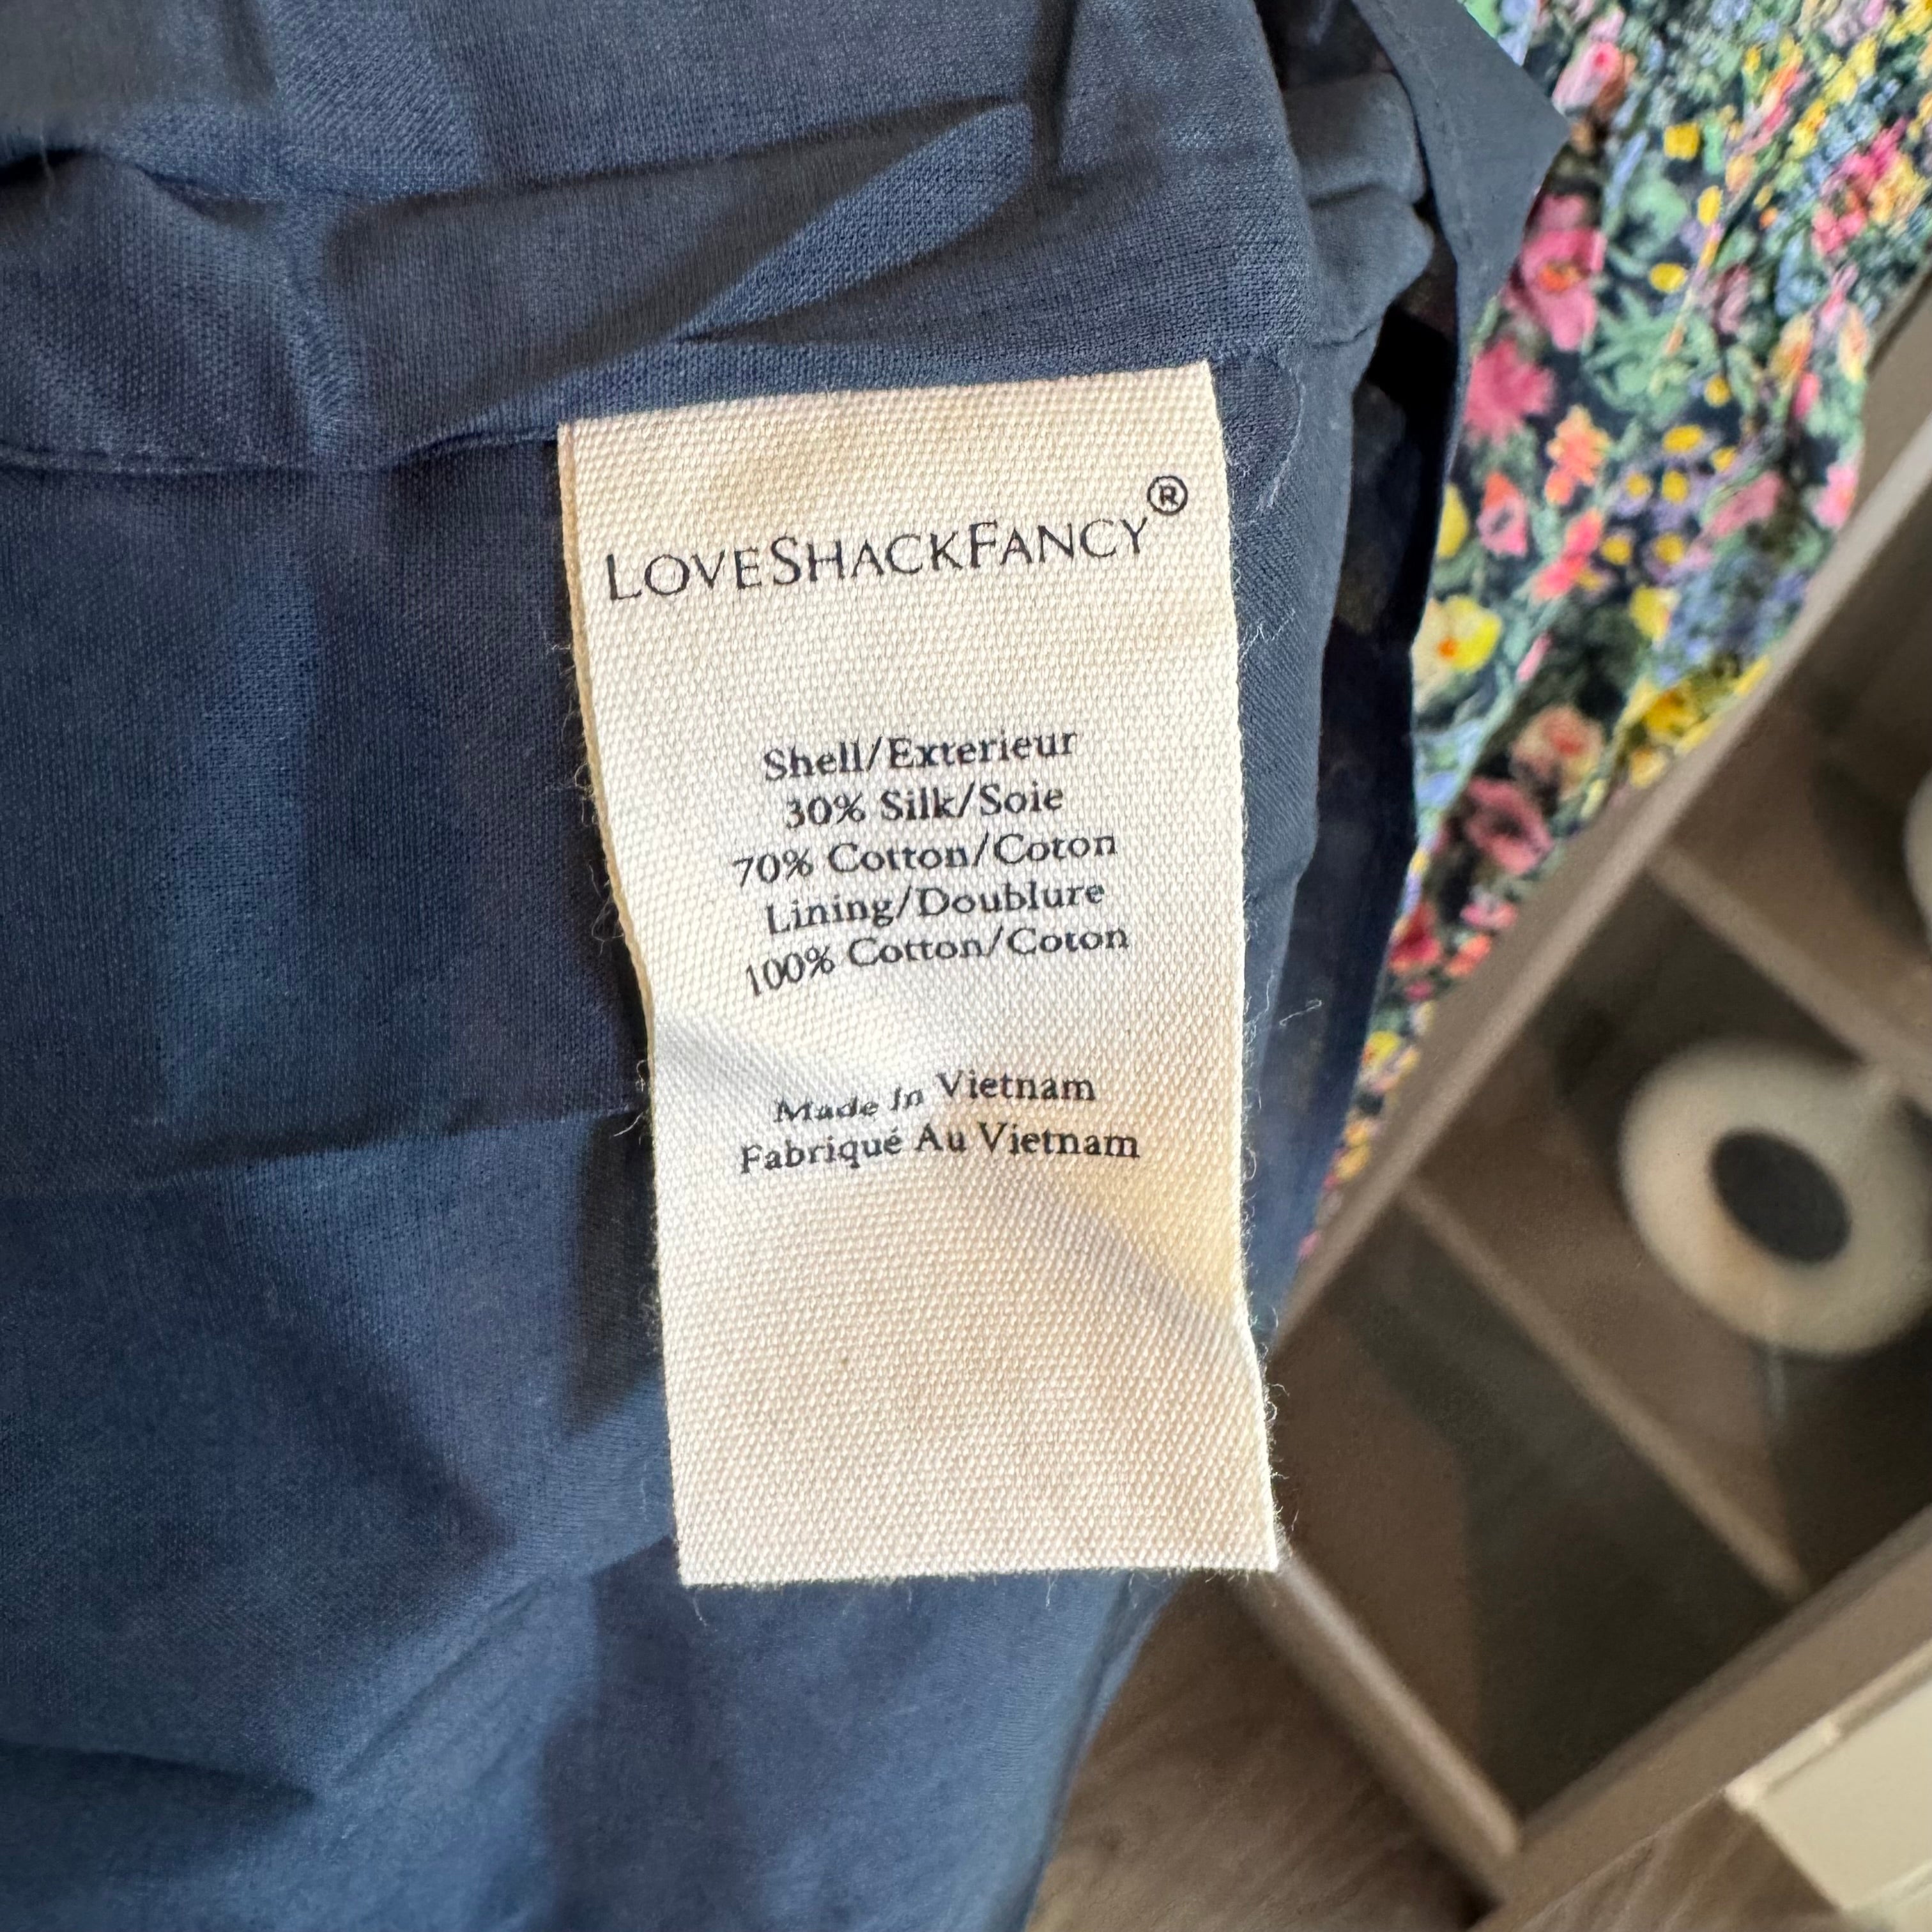 LOVESHACKFANCY®
Shell/Exterieur
30% Silk/Soie
70% Cotton/Coton
Lining/Doublure
100% Cotton/Coton
Made In Vietnam
Fabriqué Au Vietnam